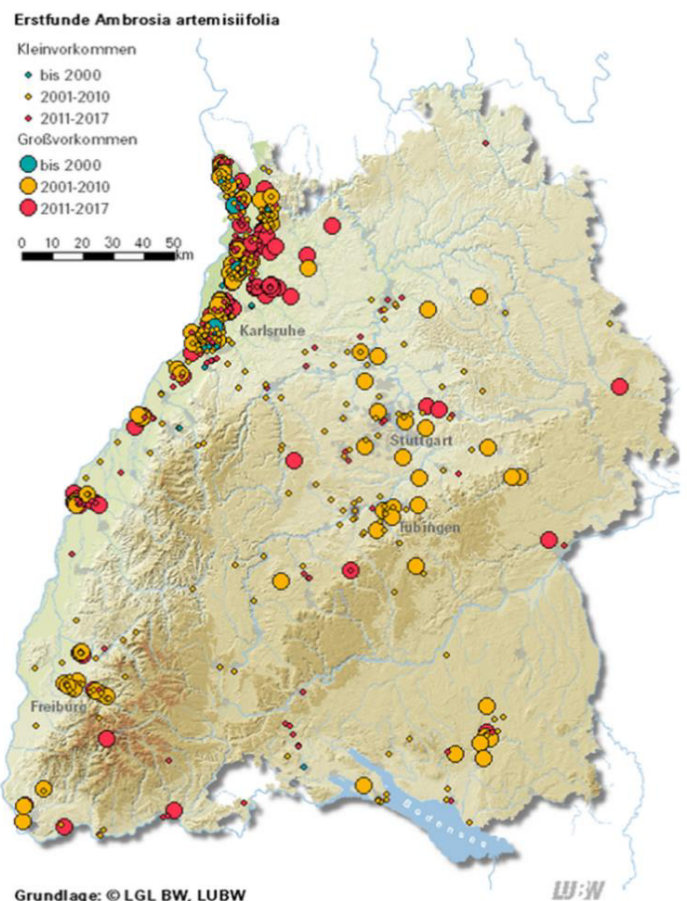 Erstfunde Ambrosia artemisiifolia
Kleinvorkommen
bis 2000
2001-2010
2011-2017
Großvorkommen
bis 2000
2001-2010
2011-2017
0 10 20 30 40 50 km
Karlsruhe
Stuttgart
Tübingen
Freiburg
Bodensee
Grundlage: © LGL BW, LUBW
LUBW